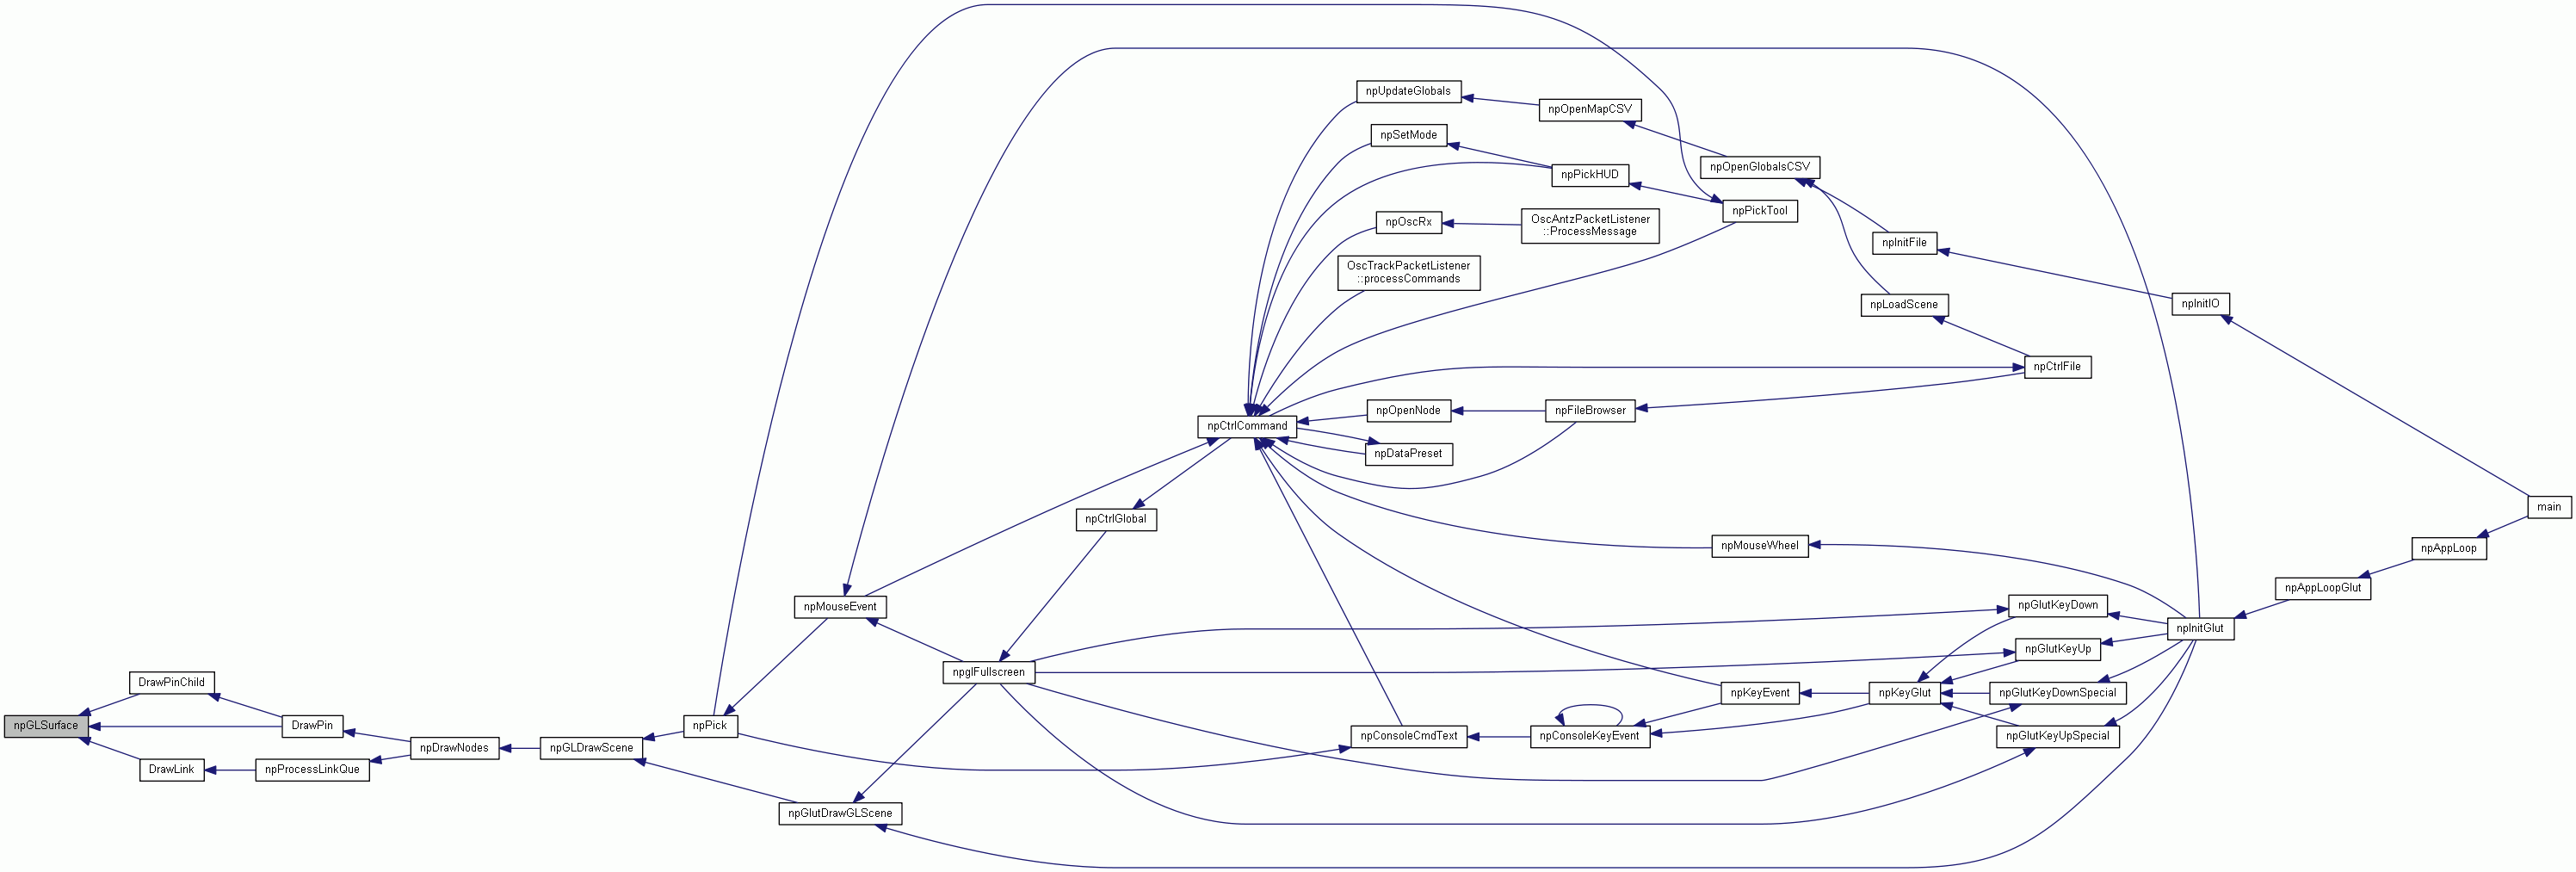 npUpdateGlobals
npOpenMapCSV
npSetMode
npOpenGlobalsCSV
npPickHUD
npPickTool
npOscRx
OscAntzPacketListener
::ProcessMessage
npInitFile
OscTrackPacketListener
::processCommands
npLoadScene
npInitIO
npCtrlFile
npOpenNode
npFileBrowser
npCtrlCommand
npDataPreset
main
npCtrlGlobal
npMouseWheel
npAppLoop
npAppLoopGlut
npMouseEvent
npGlutKeyDown
npInitGlut
npGlutKeyUp
npglFullscreen
DrawPinChild
npKeyEvent
npKeyGlut
npGlutKeyDownSpecial
npGLSurface
DrawPin
npPick
npConsoleCmdText
npConsoleKeyEvent
npGlutKeyUpSpecial
npDrawNodes
npGLDrawScene
DrawLink
npProcessLinkQue
npGlutDrawGLScene